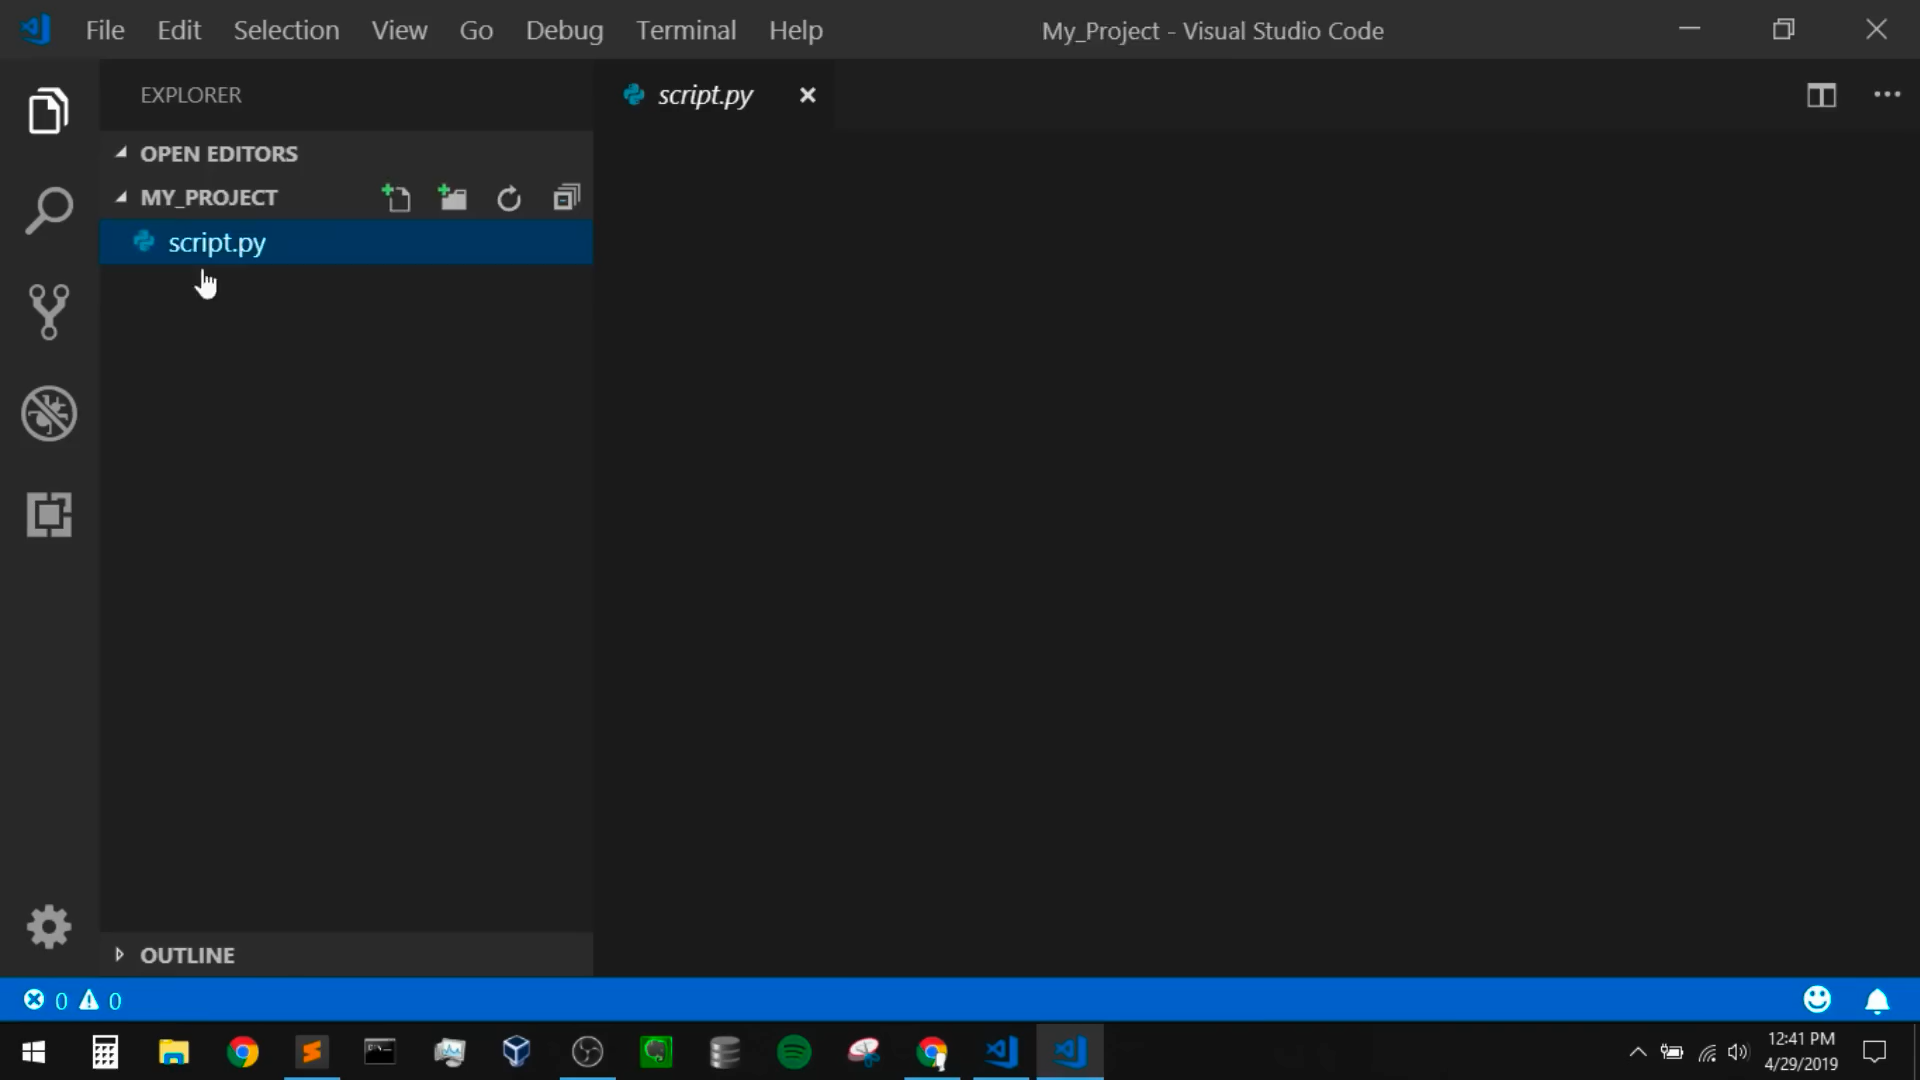 File Edit Selection View Go Debug Terminal Help My_Project - Visual Studio Code
EXPLORER
script.py
OPEN EDITORS
MY_PROJECT
script.py
OUTLINE
0 0
12:41 PM
4/29/2019